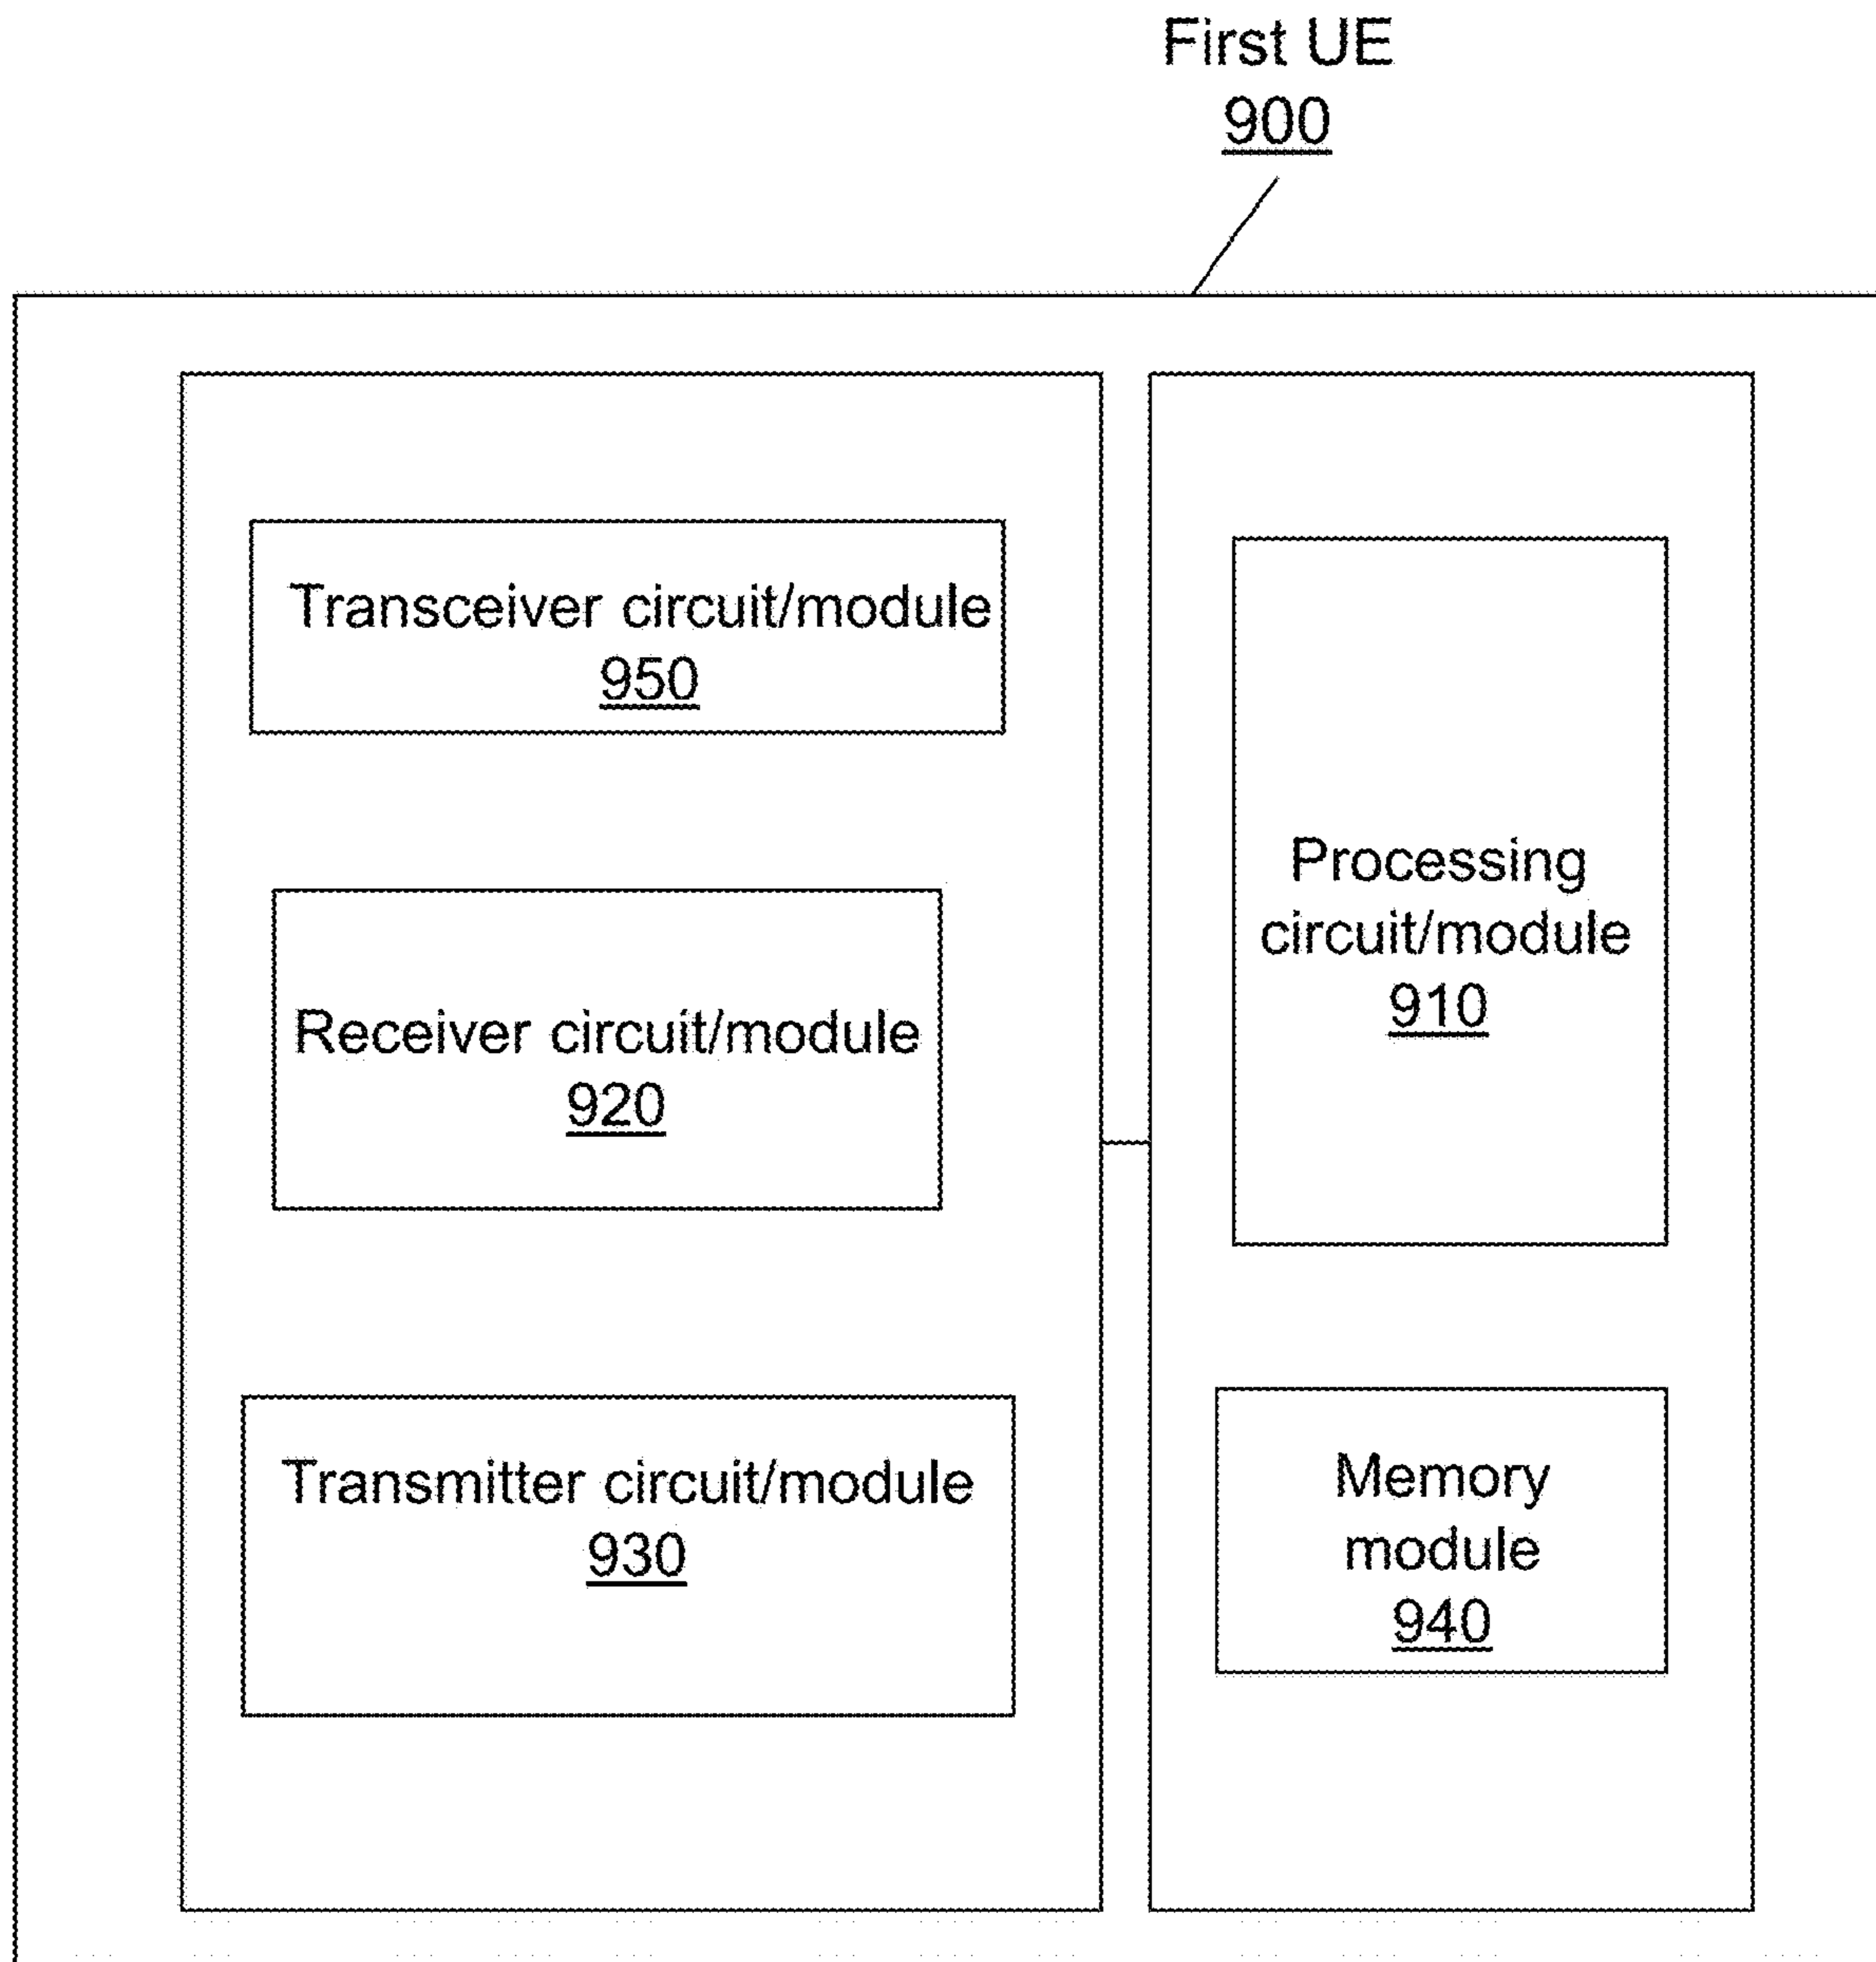 First UE
900
Transceiver circuit/module
950
Receiver circuit/module
920
Transmitter circuit/module
930
Processing
circuit/module
910
Memory
module
940